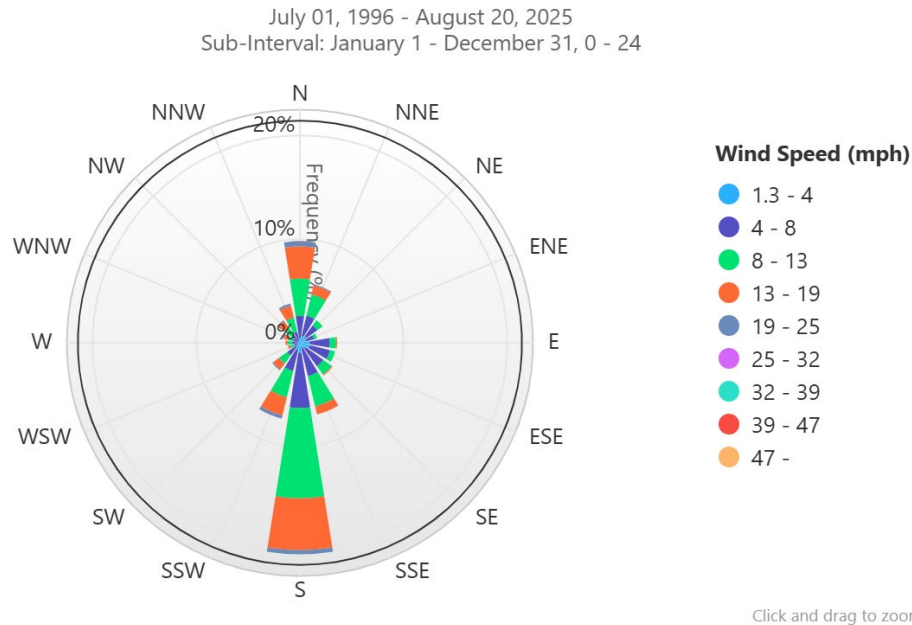 July 01, 1996 - August 20, 2025
Sub-Interval: January 1 - December 31, 0 - 24
N
NNW
NNE
20%
NW
NE
Frequency (%)
WNW
10%
ENE
0%
W
E
WSW
ESE
SW
SE
SSW
SSE
S
Wind Speed (mph)
1.3 - 4
4 - 8
8 - 13
13 - 19
19 - 25
25 - 32
32 - 39
39 - 47
47 -
Click and drag to zoom